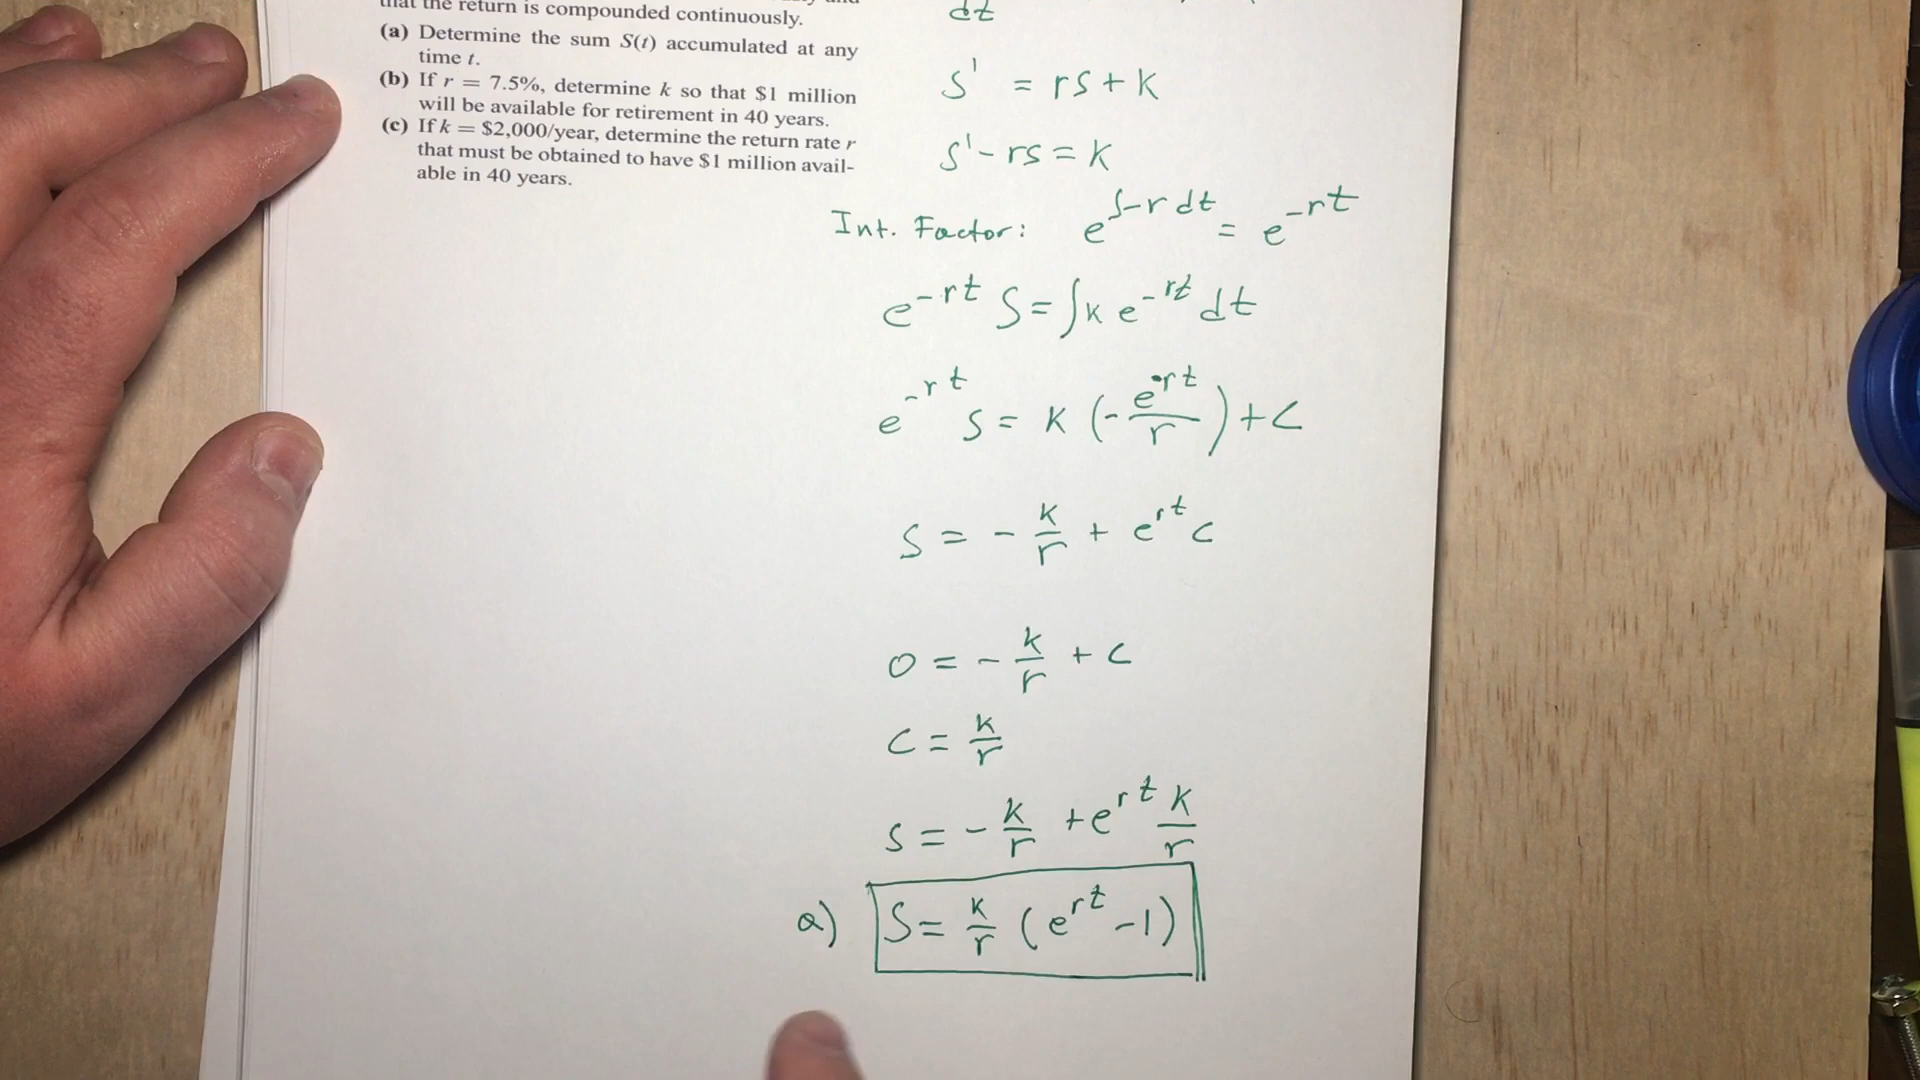 that the return is compounded continuously.
(a) Determine the sum S(t) accumulated at any
time t.
(b) If r = 7.5%, determine k so that $1 million
will be available for retirement in 40 years.
(c) If k = $2,000/year, determine the return rate r
that must be obtained to have $1 million avail-
able in 40 years.
dt
S' = rS + k
S' - rS = k
Int. Factor: e^{∫-r dt} = e^{-rt}
e^{-rt} S = ∫k e^{-rt} dt
e^{-rt} S = k (- e^{-rt}/r) + C
S = - k/r + e^{rt} C
0 = - k/r + C
C = k/r
S = - k/r + e^{rt} k/r
a) S = k/r (e^{rt} - 1)